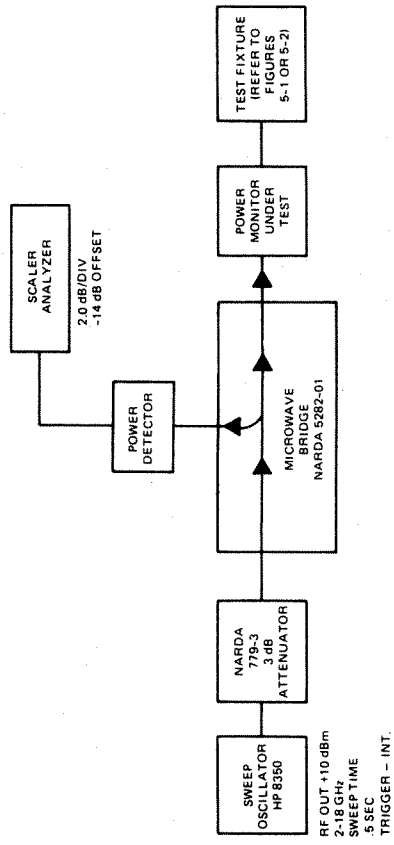 SWEEP
OSCILLATOR
HP 8350
RF OUT +10 dBm
2-18 GHz
SWEEP TIME
.5 SEC
TRIGGER – INT.
NARDA
779-3
3 dB
ATTENUATOR
MICROWAVE
BRIDGE
NARDA 5282-01
POWER
DETECTOR
SCALER
ANALYZER
2.0 dB/DIV
-14 dB OFFSET
POWER
MONITOR
UNDER
TEST
TEST FIXTURE
(REFER TO
FIGURES
5-1 OR 5-2)